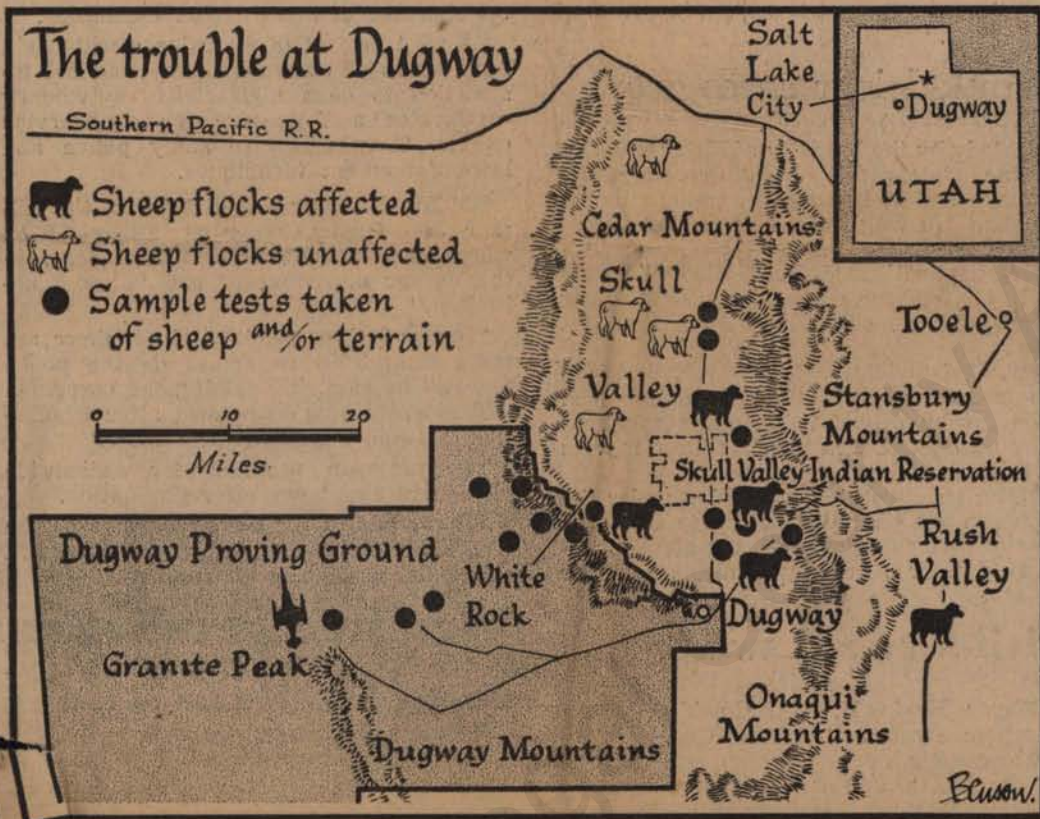 The trouble at Dugway
Southern Pacific R.R.
Sheep flocks affected
Sheep flocks unaffected
Sample tests taken
of sheep and/or terrain
0 10 20
Miles
Salt
Lake
City
Dugway
UTAH
Cedar Mountains
Skull
Valley
Tooele
Stansbury
Mountains
Skull Valley Indian Reservation
Rush
Valley
Dugway Proving Ground
White
Rock
Dugway
Granite Peak
Onaqui
Mountains
Dugway Mountains